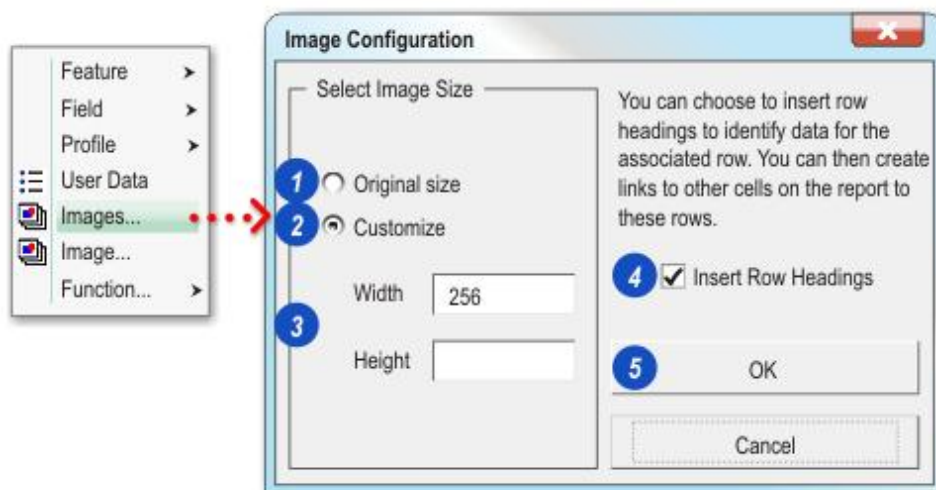 Feature
Field
Profile
User Data
Images...
Image...
Function...
Image Configuration
Select Image Size
1 Original size
2 Customize
3
Width 256
Height
You can choose to insert row
headings to identify data for the
associated row. You can then create
links to other cells on the report to
these rows.
4 Insert Row Headings
5 OK
Cancel